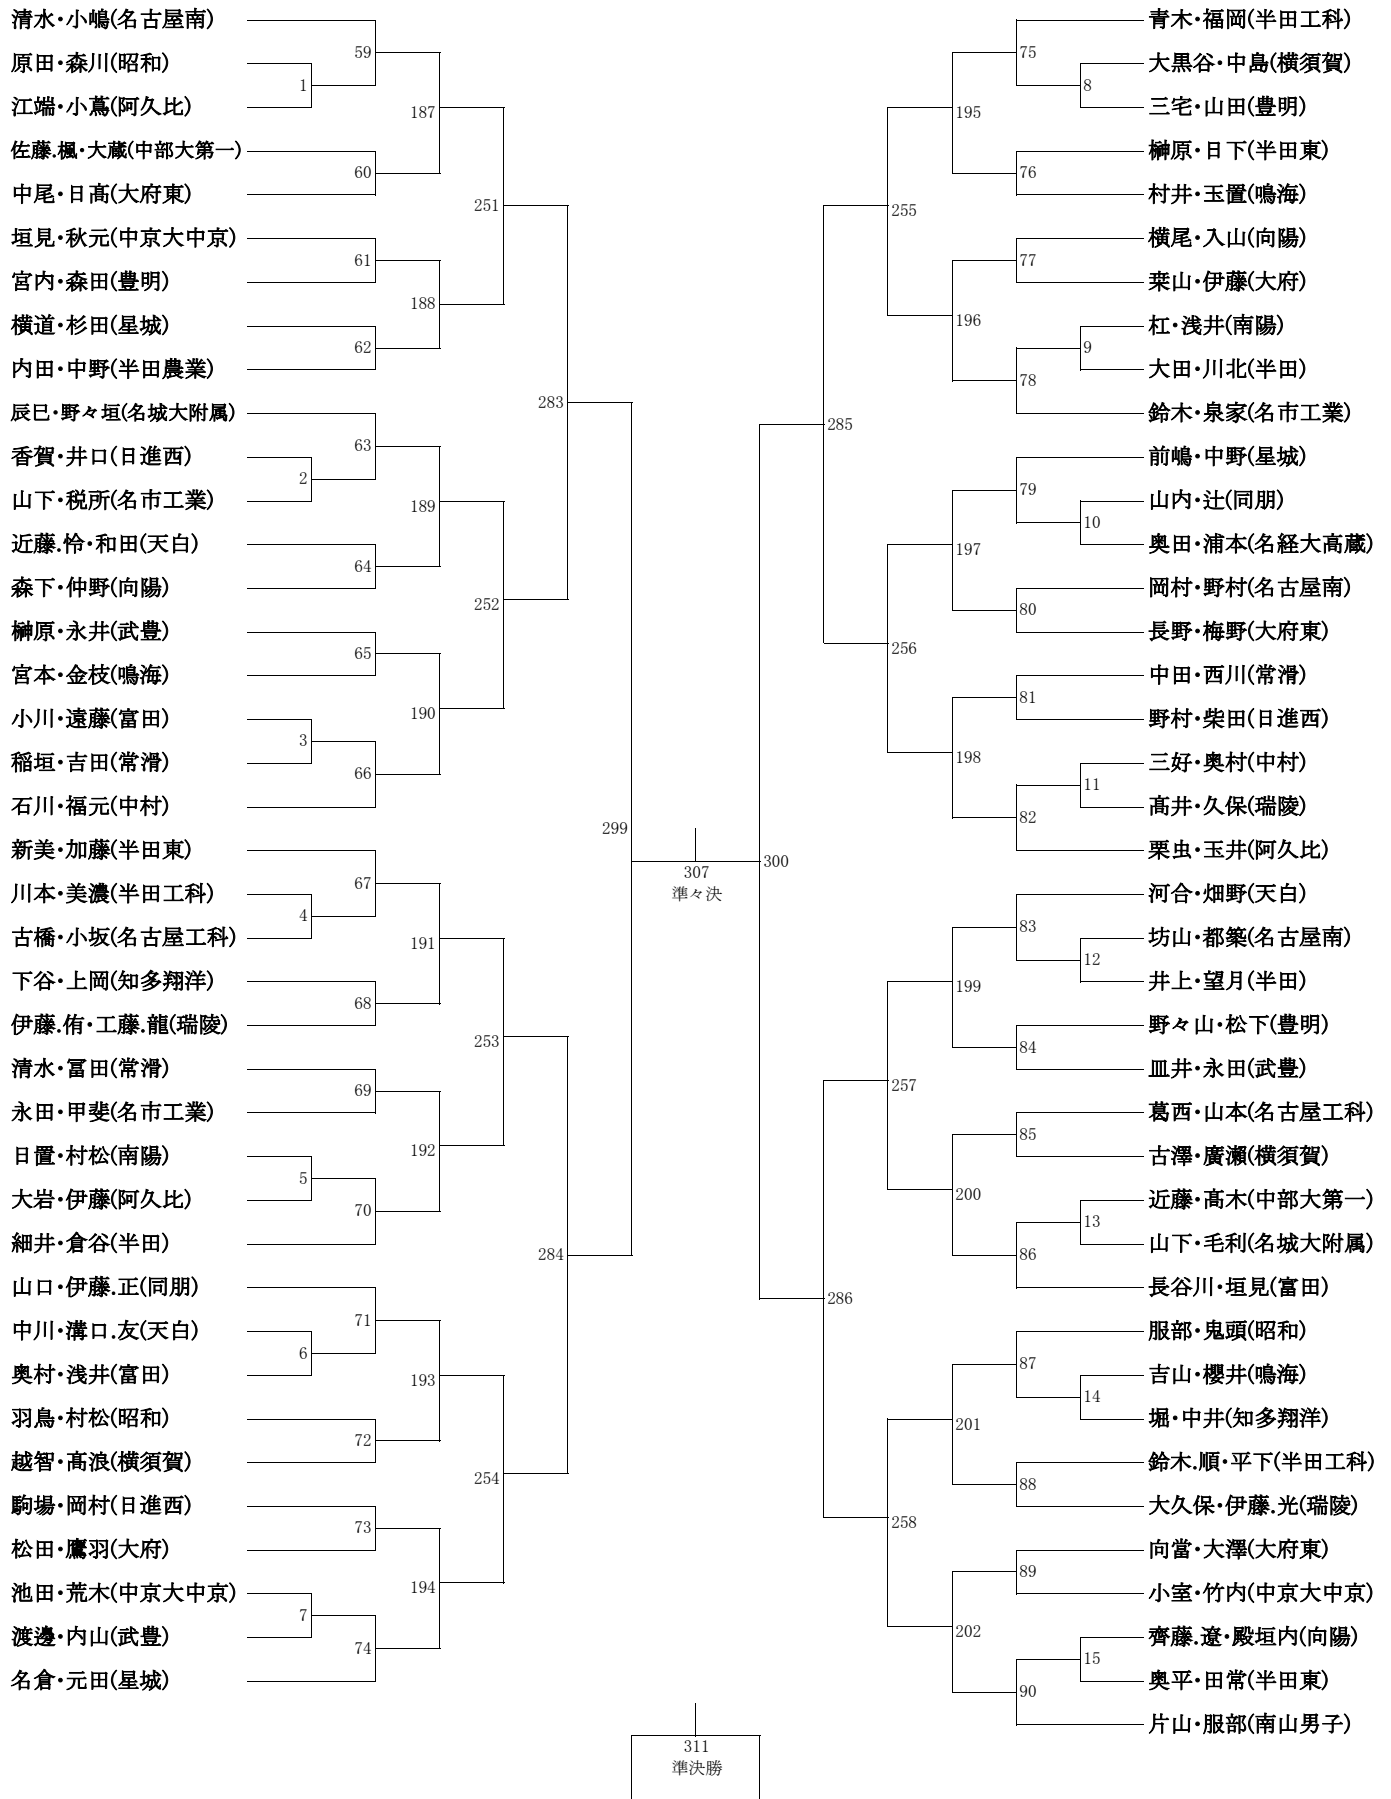 清水・小嶋(名古屋南)
原田・森川(昭和)
江端・小蔦(阿久比)
佐藤.楓・大蔵(中部大第一)
中尾・日髙(大府東)
垣見・秋元(中京大中京)
宮内・森田(豊明)
横道・杉田(星城)
内田・中野(半田農業)
辰巳・野々垣(名城大附属)
香賀・井口(日進西)
山下・税所(名市工業)
近藤.怜・和田(天白)
森下・仲野(向陽)
榊原・永井(武豊)
宮本・金枝(鳴海)
小川・遠藤(富田)
稲垣・吉田(常滑)
石川・福元(中村)
新美・加藤(半田東)
川本・美濃(半田工科)
古橋・小坂(名古屋工科)
下谷・上岡(知多翔洋)
伊藤.侑・工藤.龍(瑞陵)
清水・冨田(常滑)
永田・甲斐(名市工業)
日置・村松(南陽)
大岩・伊藤(阿久比)
細井・倉谷(半田)
山口・伊藤.正(同朋)
中川・溝口.友(天白)
奥村・浅井(富田)
羽鳥・村松(昭和)
越智・髙浪(横須賀)
駒場・岡村(日進西)
松田・鷹羽(大府)
池田・荒木(中京大中京)
渡邊・内山(武豊)
名倉・元田(星城)
1
2
3
4
5
6
7
59
60
61
62
63
64
65
66
67
68
69
70
71
72
73
74
187
188
189
190
191
192
193
194
251
252
253
254
283
284
299
307
準々決
311
準決勝
300
285
286
255
256
257
258
195
196
197
198
199
200
201
202
75
76
77
78
79
80
81
82
83
84
85
86
87
88
89
90
8
9
10
11
12
13
14
15
青木・福岡(半田工科)
大黒谷・中島(横須賀)
三宅・山田(豊明)
榊原・日下(半田東)
村井・玉置(鳴海)
横尾・入山(向陽)
桒山・伊藤(大府)
杠・浅井(南陽)
大田・川北(半田)
鈴木・泉家(名市工業)
前嶋・中野(星城)
山内・辻(同朋)
奥田・浦本(名経大高蔵)
岡村・野村(名古屋南)
長野・梅野(大府東)
中田・西川(常滑)
野村・柴田(日進西)
三好・奥村(中村)
髙井・久保(瑞陵)
栗虫・玉井(阿久比)
河合・畑野(天白)
坊山・都築(名古屋南)
井上・望月(半田)
野々山・松下(豊明)
皿井・永田(武豊)
葛西・山本(名古屋工科)
古澤・廣瀨(横須賀)
近藤・髙木(中部大第一)
山下・毛利(名城大附属)
長谷川・垣見(富田)
服部・鬼頭(昭和)
吉山・櫻井(鳴海)
堀・中井(知多翔洋)
鈴木.順・平下(半田工科)
大久保・伊藤.光(瑞陵)
向當・大澤(大府東)
小室・竹内(中京大中京)
齊藤.遼・殿垣内(向陽)
奥平・田常(半田東)
片山・服部(南山男子)